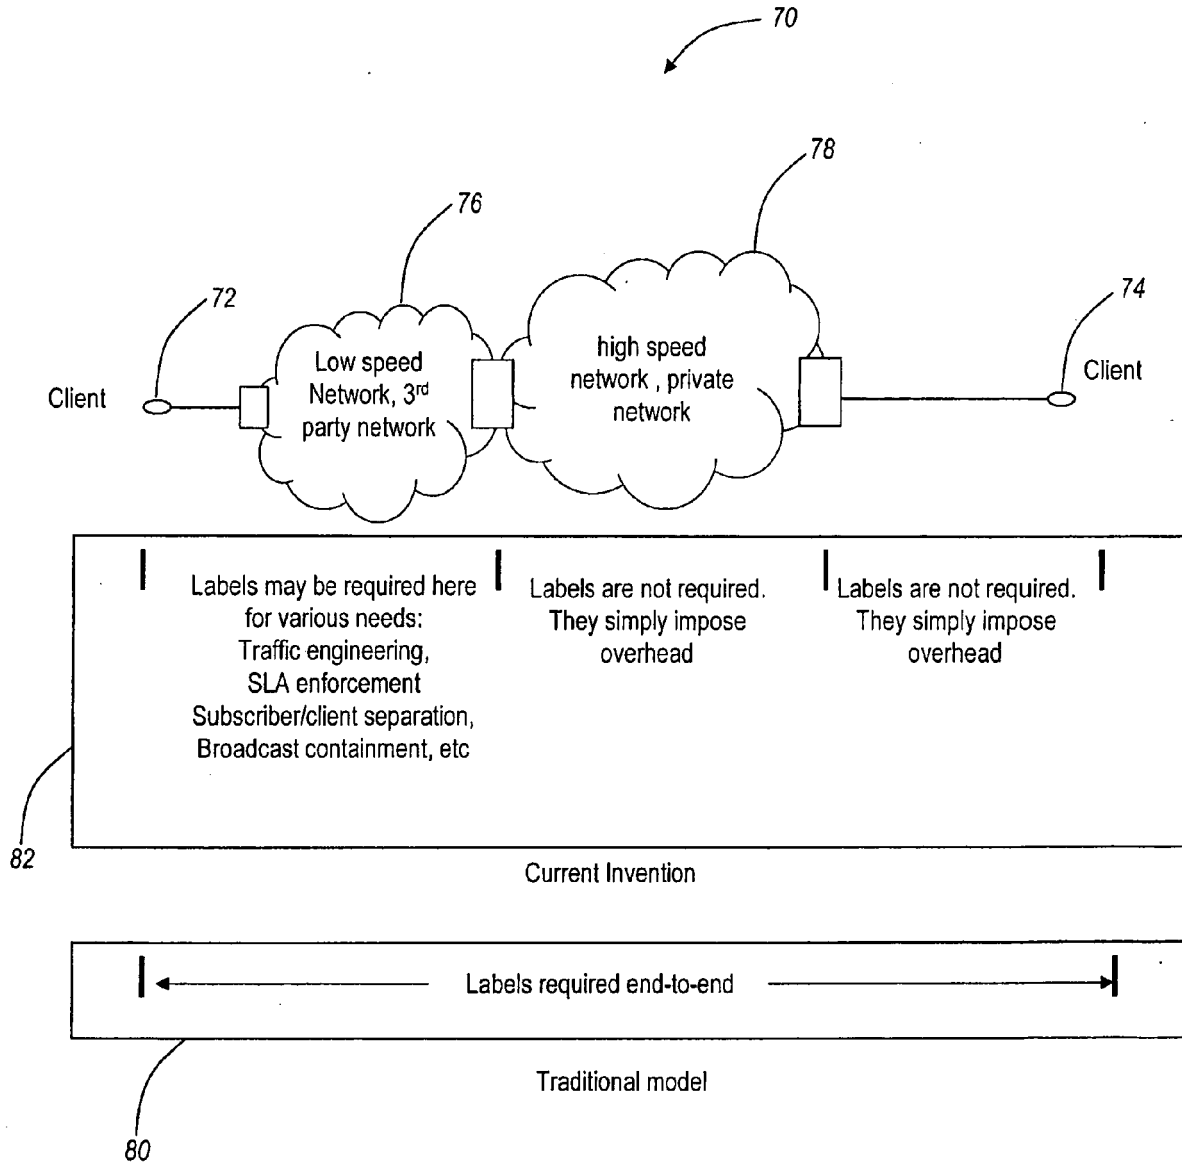 70
78
76
72
74
Client
Low speed
Network, 3rd
party network
high speed
network , private
network
Client
Labels may be required here
for various needs:
Traffic engineering,
SLA enforcement
Subscriber/client separation,
Broadcast containment, etc
Labels are not required.
They simply impose
overhead
Labels are not required.
They simply impose
overhead
82
Current Invention
Labels required end-to-end
Traditional model
80